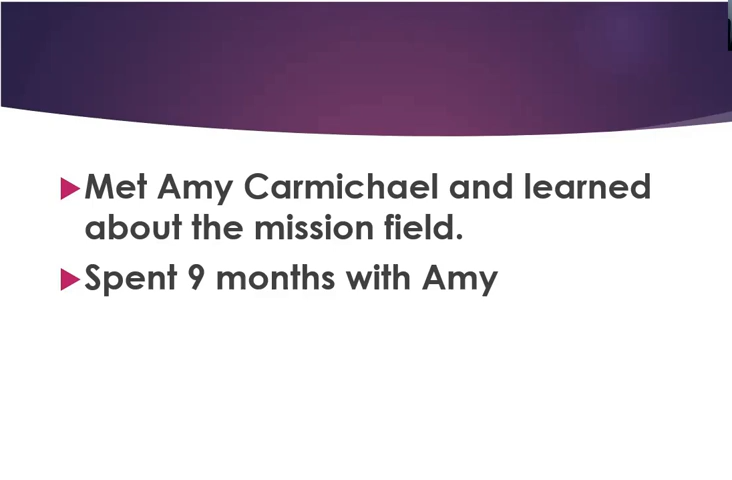 Met Amy Carmichael and learned
about the mission field.
Spent 9 months with Amy